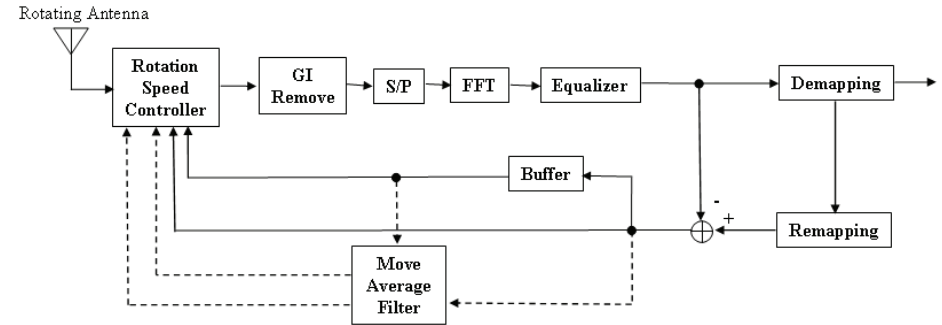 Rotating Antenna
Rotation
Speed
Controller
GI
Remove
S/P
FFT
Equalizer
Demapping
Buffer
-
+
Remapping
Move
Average
Filter